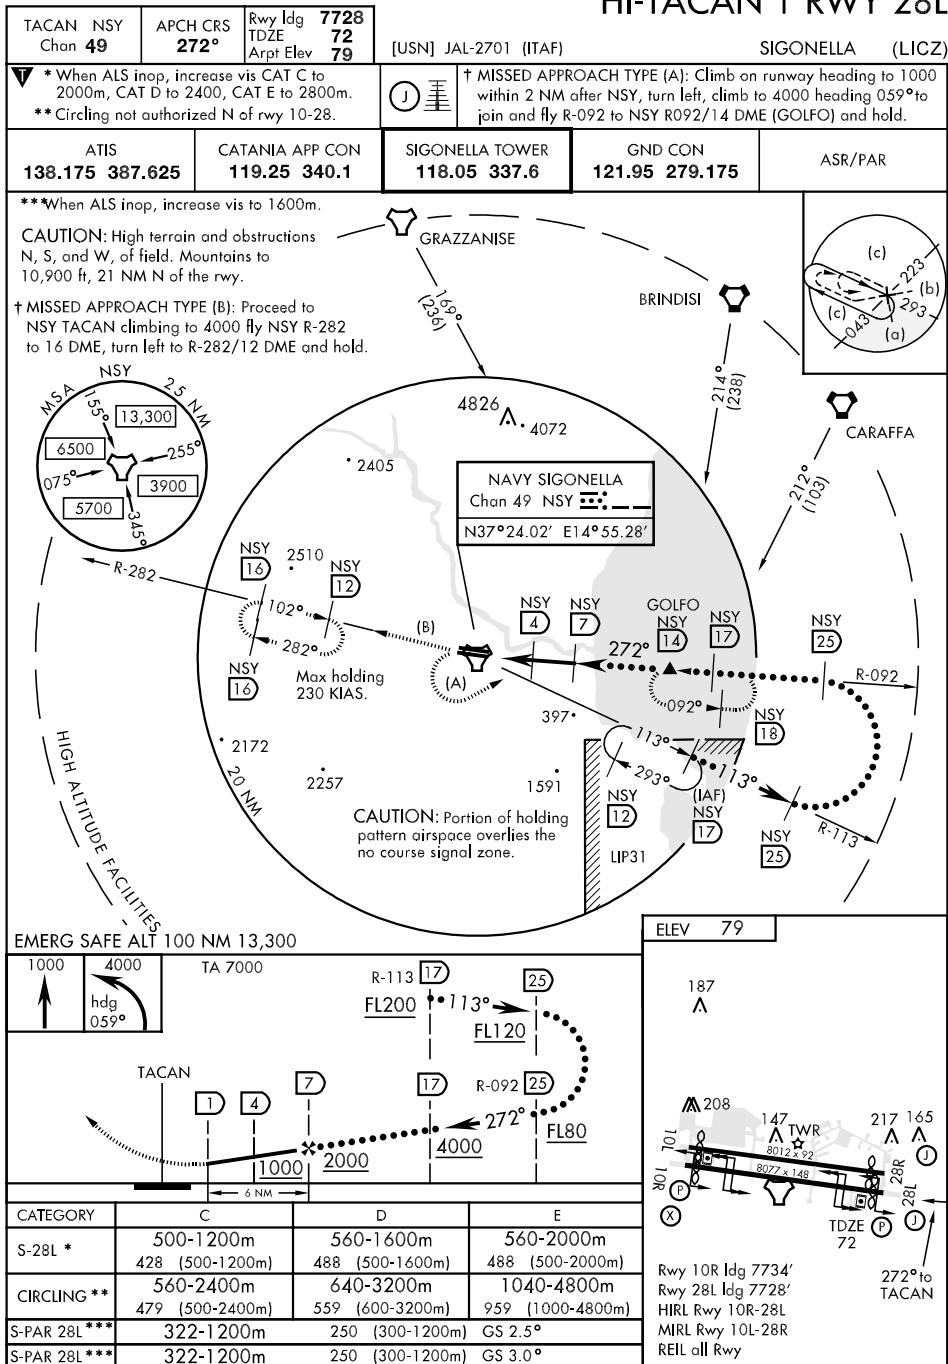 HI-TACAN 1 RWY 28L
TACAN NSY
Chan 49
APCH CRS
272°
Rwy ldg 7728
TDZE 72
Arpt Elev 79
[USN] JAL-2701 (ITAF)
SIGONELLA (LICZ)
T
* When ALS inop, increase vis CAT C to
2000m, CAT D to 2400, CAT E to 2800m.
** Circling not authorized N of rwy 10-28.
J
† MISSED APPROACH TYPE (A): Climb on runway heading to 1000
within 2 NM after NSY, turn left, climb to 4000 heading 059° to
join and fly R-092 to NSY R092/14 DME (GOLFO) and hold.
ATIS
138.175 387.625
CATANIA APP CON
119.25 340.1
SIGONELLA TOWER
118.05 337.6
GND CON
121.95 279.175
ASR/PAR
*** When ALS inop, increase vis to 1600m.
CAUTION: High terrain and obstructions
N, S, and W, of field. Mountains to
10,900 ft, 21 NM N of the rwy.
† MISSED APPROACH TYPE (B): Proceed to
NSY TACAN climbing to 4000 fly NSY R-282
to 16 DME, turn left to R-282/12 DME and hold.
GRAZZANISE
169°
(236)
BRINDISI
214°
(238)
CARAFFA
212°
(103)
(c)
223
(b)
293
(c)
043
(a)
MSA NSY 25 NM
155°
13,300
6500
255°
075°
3900
5700
345°
4826
4072
2405
NAVY SIGONELLA
Chan 49 NSY
N37°24.02' E14°55.28'
R-282
NSY
16
2510
NSY
12
102°
282°
NSY
16
Max holding
230 KIAS.
(B)
(A)
NSY
4
NSY
7
272°
GOLFO
NSY
14
NSY
17
NSY
25
R-092
092°
NSY
18
397
113°
293°
113°
(IAF)
NSY
17
NSY
12
NSY
25
R-113
LIP31
2172
2257
1591
20 NM
CAUTION: Portion of holding
pattern airspace overlies the
no course signal zone.
HIGH ALTITUDE FACILITIES
EMERG SAFE ALT 100 NM 13,300
1000
4000
hdg
059°
TA 7000
R-113 17
FL200
113°
25
FL120
TACAN
1
4
7
17
R-092 25
272°
FL80
4000
2000
1000
6 NM
CATEGORY C D E
S-28L * 500-1200m 560-1600m 560-2000m
428 (500-1200m) 488 (500-1600m) 488 (500-2000m)
CIRCLING ** 560-2400m 640-3200m 1040-4800m
479 (500-2400m) 559 (600-3200m) 959 (1000-4800m)
S-PAR 28L *** 322-1200m 250 (300-1200m) GS 2.5°
S-PAR 28L *** 322-1200m 250 (300-1200m) GS 3.0°
ELEV 79
187
208
147
TWR
217
165
J
10L
8012 x 92
28R
10R
8077 x 148
28L
P
X
TDZE
72
P
J
272° to
TACAN
Rwy 10R ldg 7734'
Rwy 28L ldg 7728'
HIRL Rwy 10R-28L
MIRL Rwy 10L-28R
REIL all Rwy